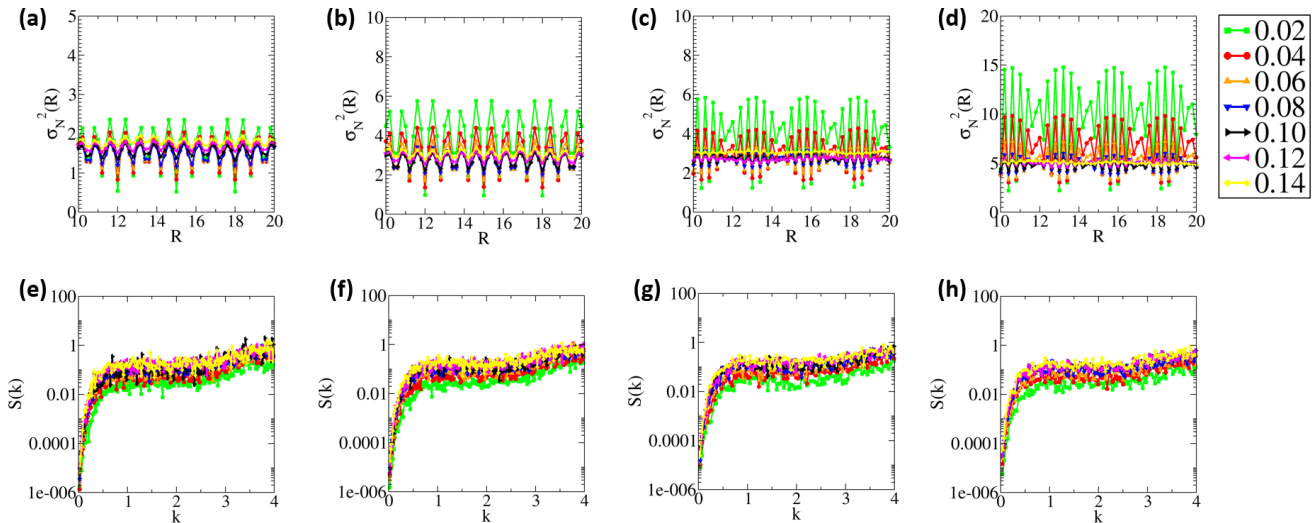 (a) (b) (c) (d)
5 4 3 2 1 0
σ_N²(R)
10 12 14 16 18 20
R
10 8 6 4 2 0
σ_N²(R)
10 12 14 16 18 20
R
10 8 6 4 2 0
σ_N²(R)
10 12 14 16 18 20
R
20 15 10 5 0
σ_N²(R)
10 12 14 16 18 20
R
0.02
0.04
0.06
0.08
0.10
0.12
0.14
(e) (f) (g) (h)
100 1 0.01 0.0001 1e-006
S(k)
0 1 2 3 4
k
100 1 0.01 0.0001 1e-006
S(k)
0 1 2 3 4
k
100 1 0.01 0.0001 1e-006
S(k)
0 1 2 3 4
k
100 1 0.01 0.0001 1e-006
S(k)
0 1 2 3 4
k